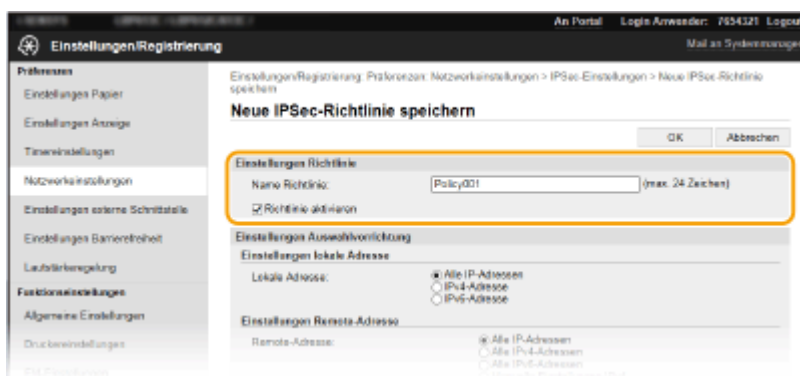 An Portal Login Anwender: 7654321 Logout
Einstellungen/Registrierung
Mail an Systemmanager
Präferenzen
Einstellungen Papier
Einstellungen Anzeige
Timereinstellungen
Netzwerkeinstellungen
Einstellungen externe Schnittstelle
Einstellungen Barrierefreiheit
Lautstärkeregelung
Funktionseinstellungen
Allgemeine Einstellungen
Druckereinstellungen
Einstellungen/Registrierung: Präferenzen: Netzwerkeinstellungen > IPSec-Einstellungen > Neue IPSec-Richtlinie
speichern
Neue IPSec-Richtlinie speichern
OK Abbrechen
Einstellungen Richtlinie
Name Richtlinie: Policy001 (max. 24 Zeichen)
Richtlinie aktivieren
Einstellungen Auswahlvorrichtung
Einstellungen lokale Adresse
Lokale Adresse: Alle IP-Adressen
IPv4-Adresse
IPv6-Adresse
Einstellungen Remote-Adresse
Remote-Adresse: Alle IP-Adressen
Alle IPv4-Adressen
Alle IPv6-Adressen